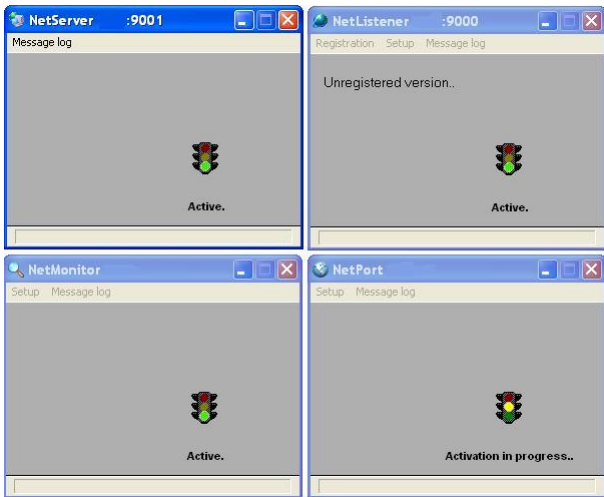 NetServer :9001
Message log
Active.
NetListener :9000
Registration Setup Message log
Unregistered version..
Active.
NetMonitor
Setup Message log
Active.
NetPort
Setup Message log
Activation in progress..